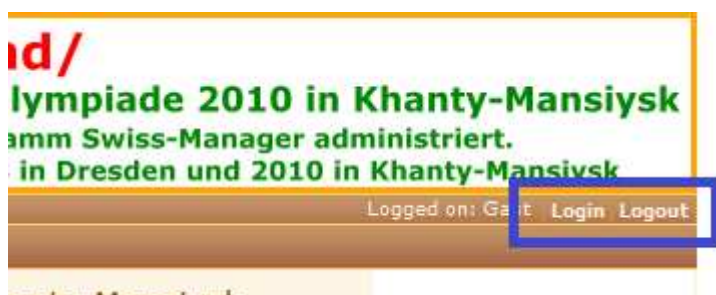 nd/
lympiade 2010 in Khanty-Mansiysk
amm Swiss-Manager administriert.
in Dresden und 2010 in Khanty-Mansiysk
Logged on: Gast Login Logout